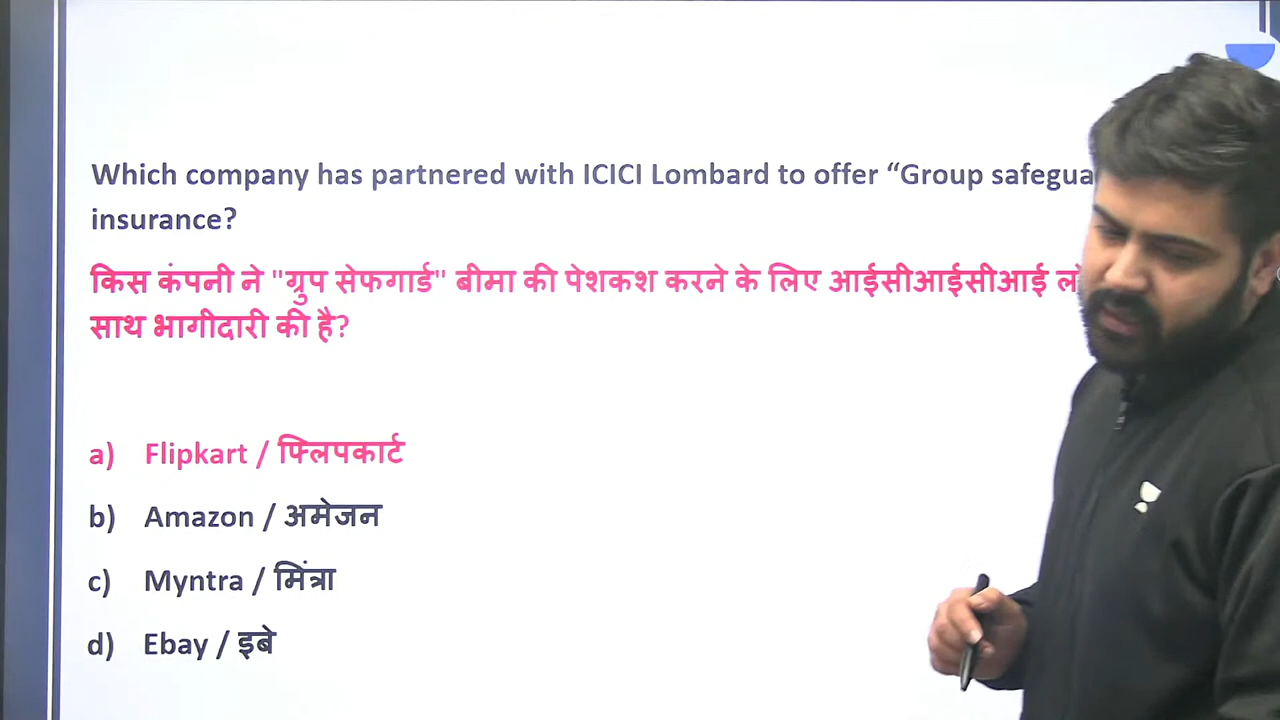 Which company has partnered with ICICI Lombard to offer “Group
insurance?
किस कंपनी ने "ग्रुप सेफगार्ड" बीमा की पेशकश करने के लिए आईसीआईसीआई
साथ भागीदारी की है?
a) Flipkart / फ्लिपकार्ट
b) Amazon / अमेजन
c) Myntra / मिंत्रा
d) Ebay / इबे